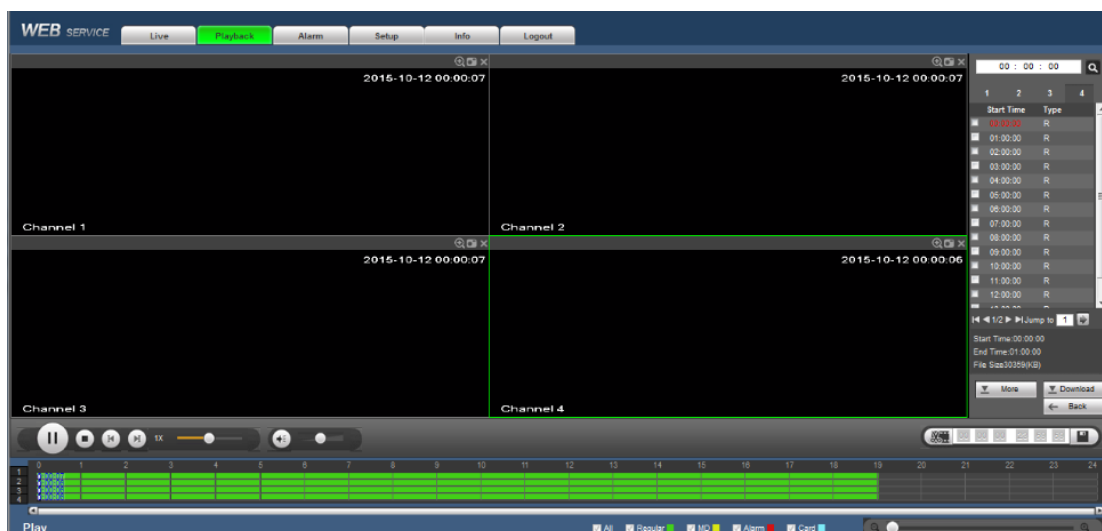 WEB SERVICE Live Playback Alarm Setup Info Logout
2015-10-12 00:00:07 2015-10-12 00:00:07
Channel 1 Channel 2
2015-10-12 00:00:07 2015-10-12 00:00:06
Channel 3 Channel 4
00 : 00 : 00
1 2 3 4
Start Time Type
00:00:00 R
01:00:00 R
02:00:00 R
03:00:00 R
04:00:00 R
05:00:00 R
06:00:00 R
07:00:00 R
08:00:00 R
09:00:00 R
10:00:00 R
11:00:00 R
12:00:00 R
1/2 Jump to 1
Start Time:00:00:00
End Time:01:00:00
File Size30359(KB)
More Download
Back
1X
0 1 2 3 4 5 6 7 8 9 10 11 12 13 14 15 16 17 18 19 20 21 22 23 24
1
2
3
4
Play All Regular MD Alarm Card